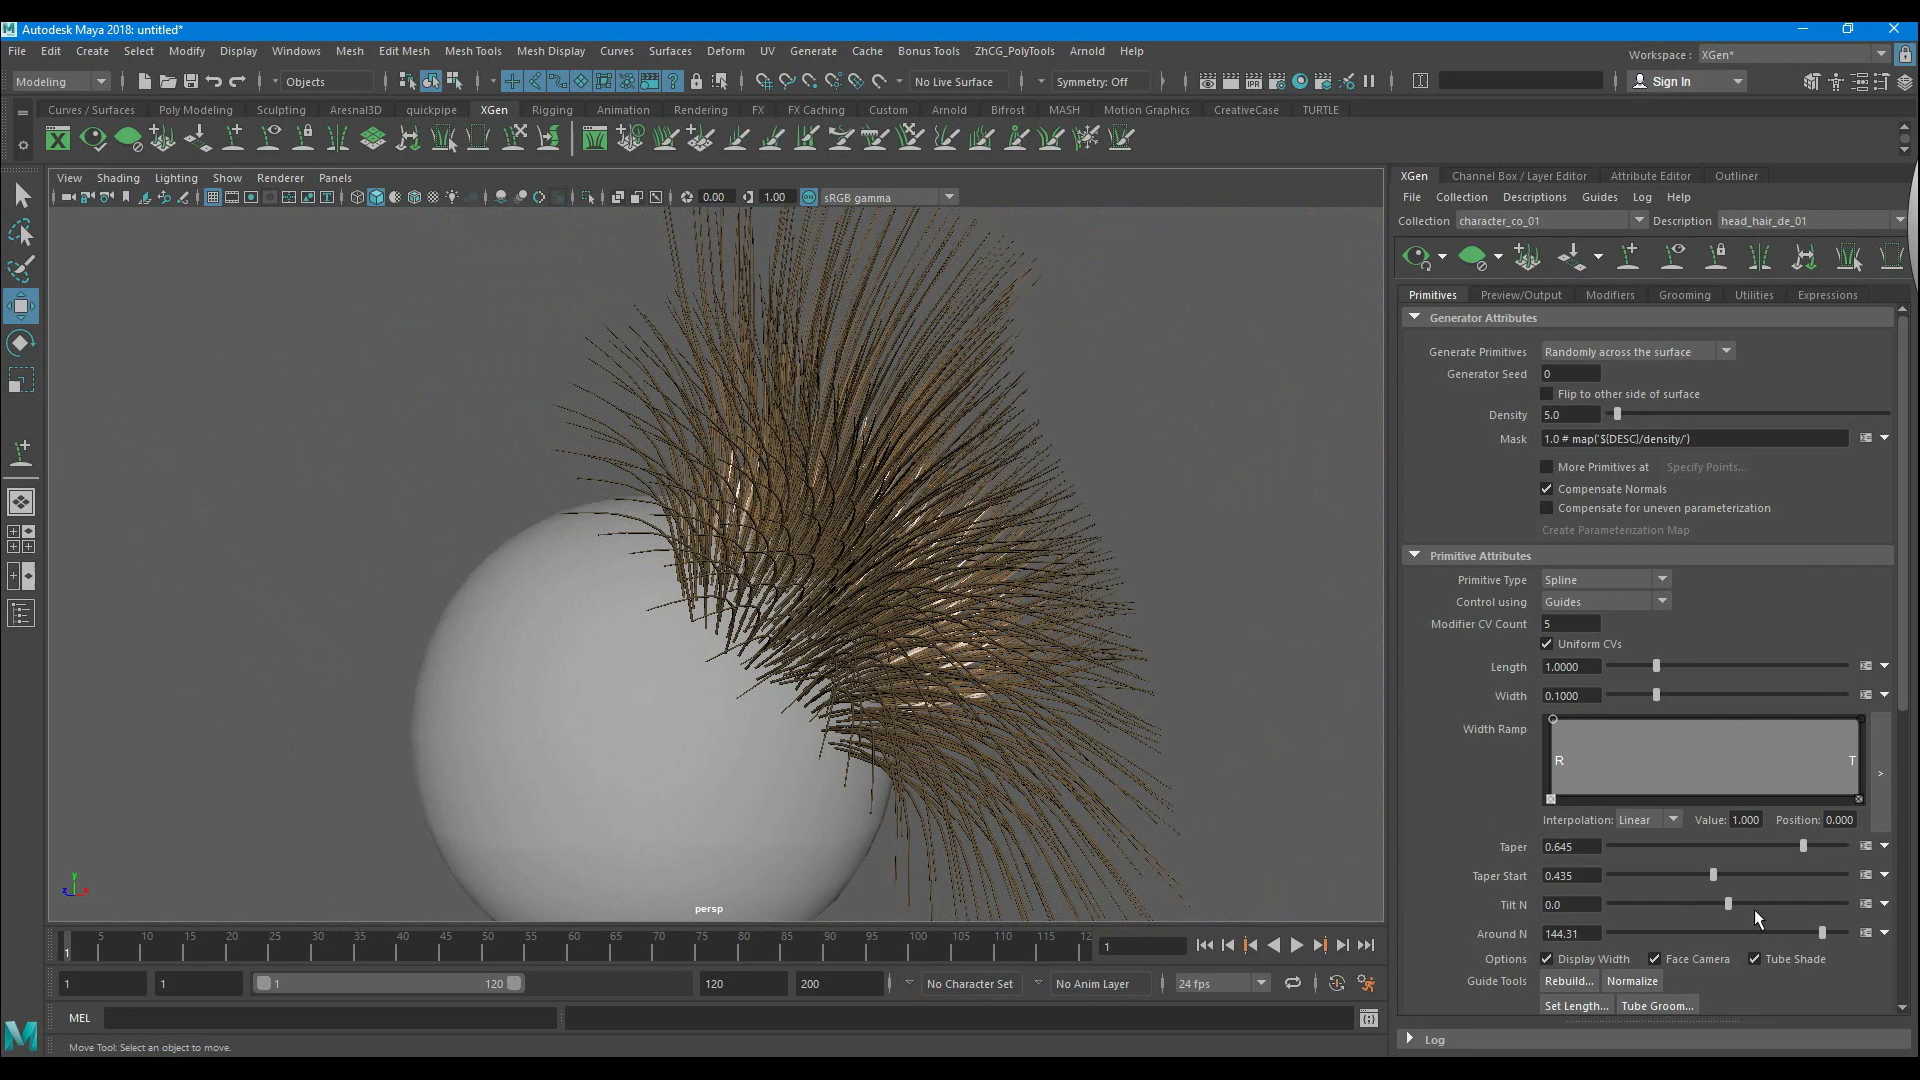 Autodesk Maya 2018: untitled*
File Edit Create Select Modify Display Windows Mesh Edit Mesh Mesh Tools Mesh Display Curves Surfaces Deform UV Generate Cache Bonus Tools ZhCG_PolyTools Arnold Help
Workspace : XGen*
Modeling Objects No Live Surface Symmetry: Off Sign In
Curves / Surfaces Poly Modeling Sculpting Aresnal3D quickpipe XGen Rigging Animation Rendering FX FX Caching Custom Arnold Bifrost MASH Motion Graphics CreativeCase TURTLE
View Shading Lighting Show Renderer Panels
0.00 1.00 sRGB gamma
XGen Channel Box / Layer Editor Attribute Editor Outliner
File Collection Descriptions Guides Log Help
Collection character_co_01 Description head_hair_de_01
Primitives Preview/Output Modifiers Grooming Utilities Expressions
Generator Attributes
Generate Primitives Randomly across the surface
Generator Seed 0
Flip to other side of surface
Density 5.0
Mask 1.0 # map('${DESC}/density/')
More Primitives at Specify Points...
Compensate Normals
Compensate for uneven parameterization
Create Parameterization Map
Primitive Attributes
Primitive Type Spline
Control using Guides
Modifier CV Count 5
Uniform CVs
Length 1.0000
Width 0.1000
Width Ramp
R T
>
Interpolation: Linear Value: 1.000 Position: 0.000
Taper 0.645
Taper Start 0.435
Tilt N 0.0
Around N 144.31
Options Display Width Face Camera Tube Shade
Guide Tools Rebuild... Normalize
Set Length... Tube Groom...
Log
y
z x
persp
1 5 10 15 20 25 30 35 40 45 50 55 60 65 70 75 80 85 90 95 100 105 110 115 12 1
1 1 1 120 120 200 No Character Set No Anim Layer 24 fps
MEL
Move Tool: Select an object to move.